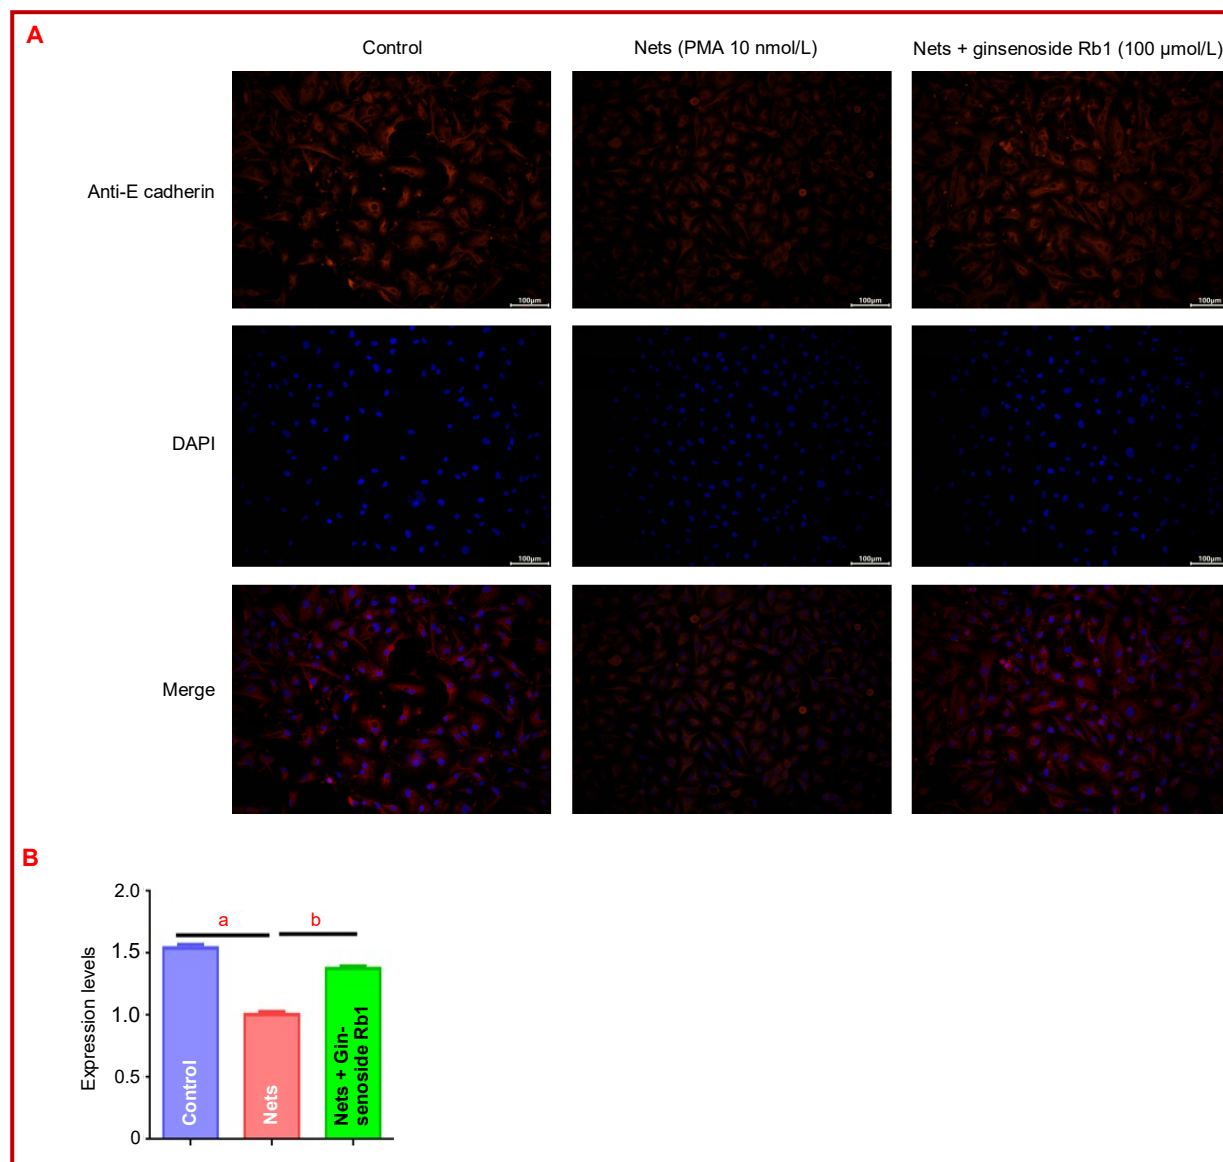 A
Control
Nets (PMA 10 nmol/L)
Nets + ginsenoside Rb1 (100 μmol/L)
Anti-E cadherin
100μm
100μm
100μm
DAPI
100μm
100μm
100μm
Merge
B
Expression levels
2.0
1.5
1.0
0.5
0
a
b
Control
Nets
Nets + Gin-
senoside Rb1